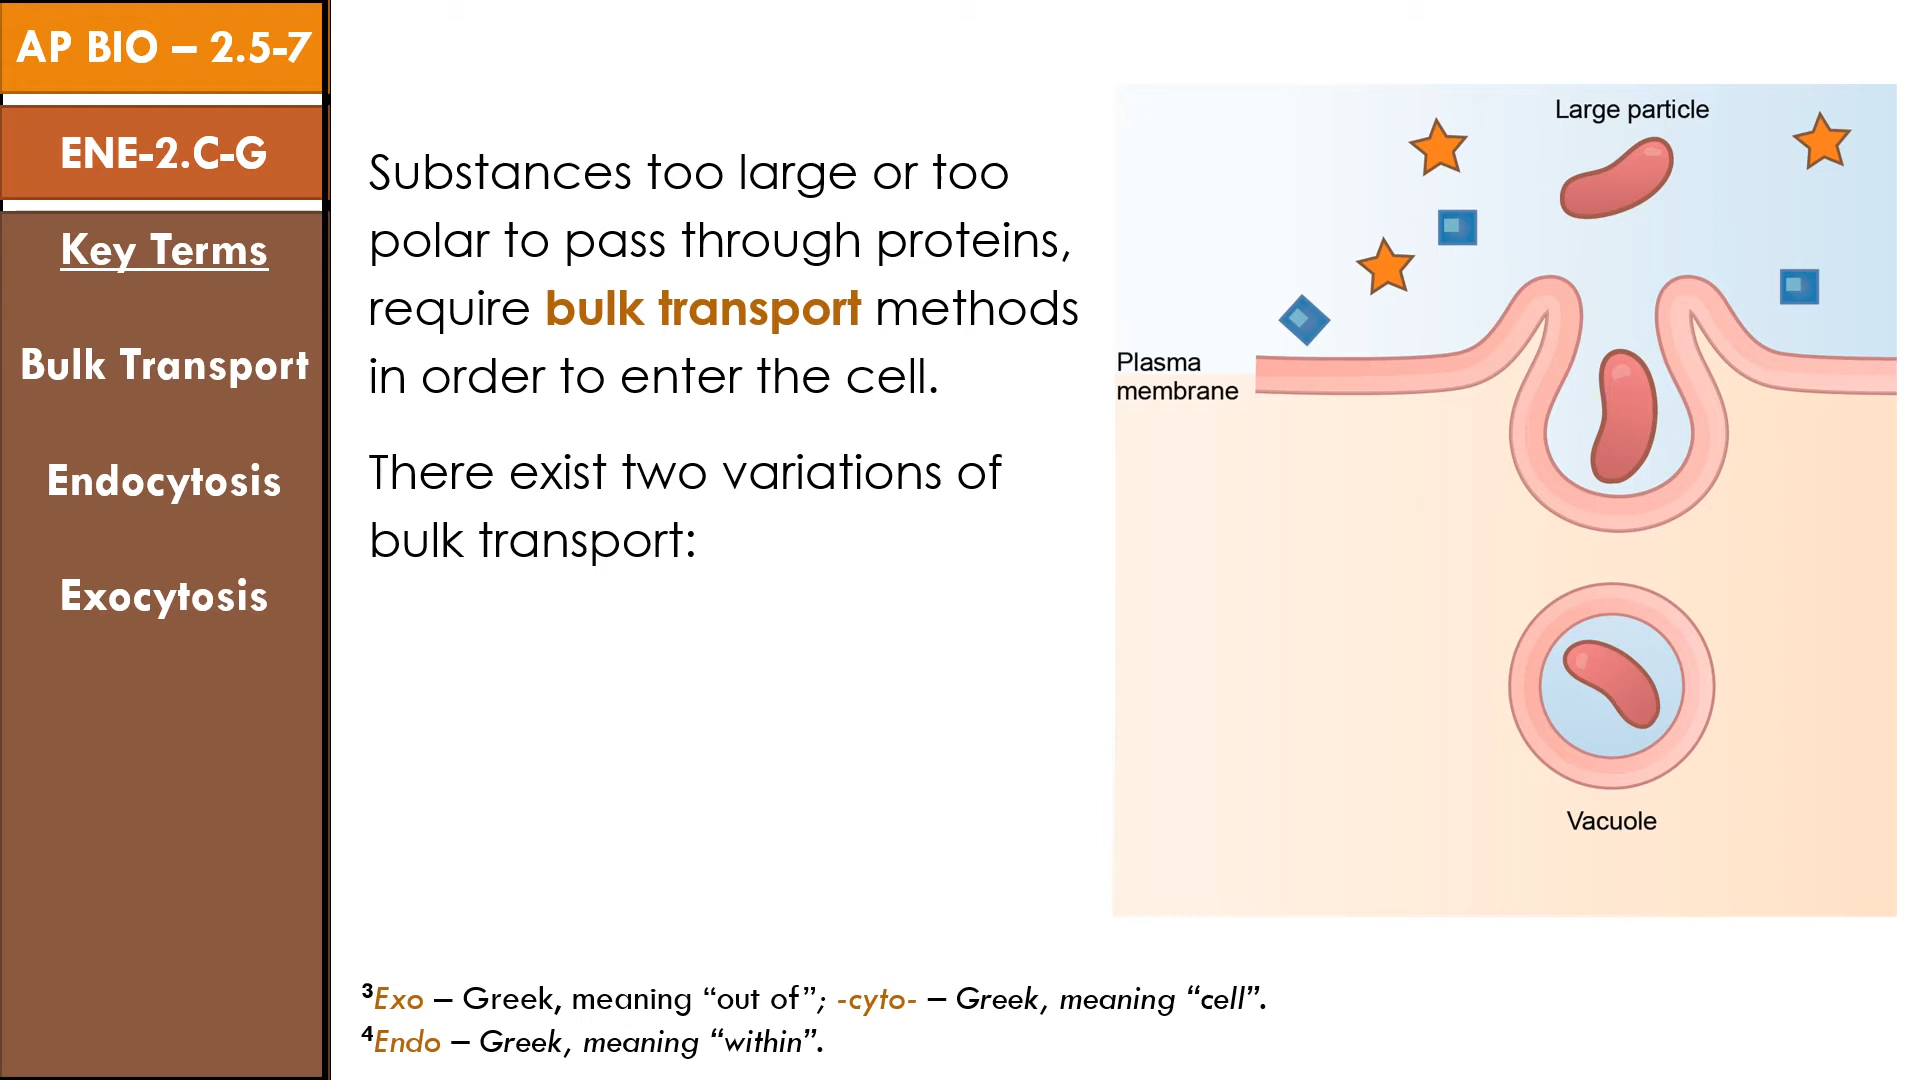 AP BIO – 2.5-7
ENE-2.C-G
Key Terms
Bulk Transport
Endocytosis
Exocytosis
Substances too large or too
polar to pass through proteins,
require bulk transport methods
in order to enter the cell.
There exist two variations of
bulk transport:
Large particle
Plasma
membrane
Vacuole
³Exo – Greek, meaning “out of”; -cyto- – Greek, meaning “cell”.
⁴Endo – Greek, meaning “within”.